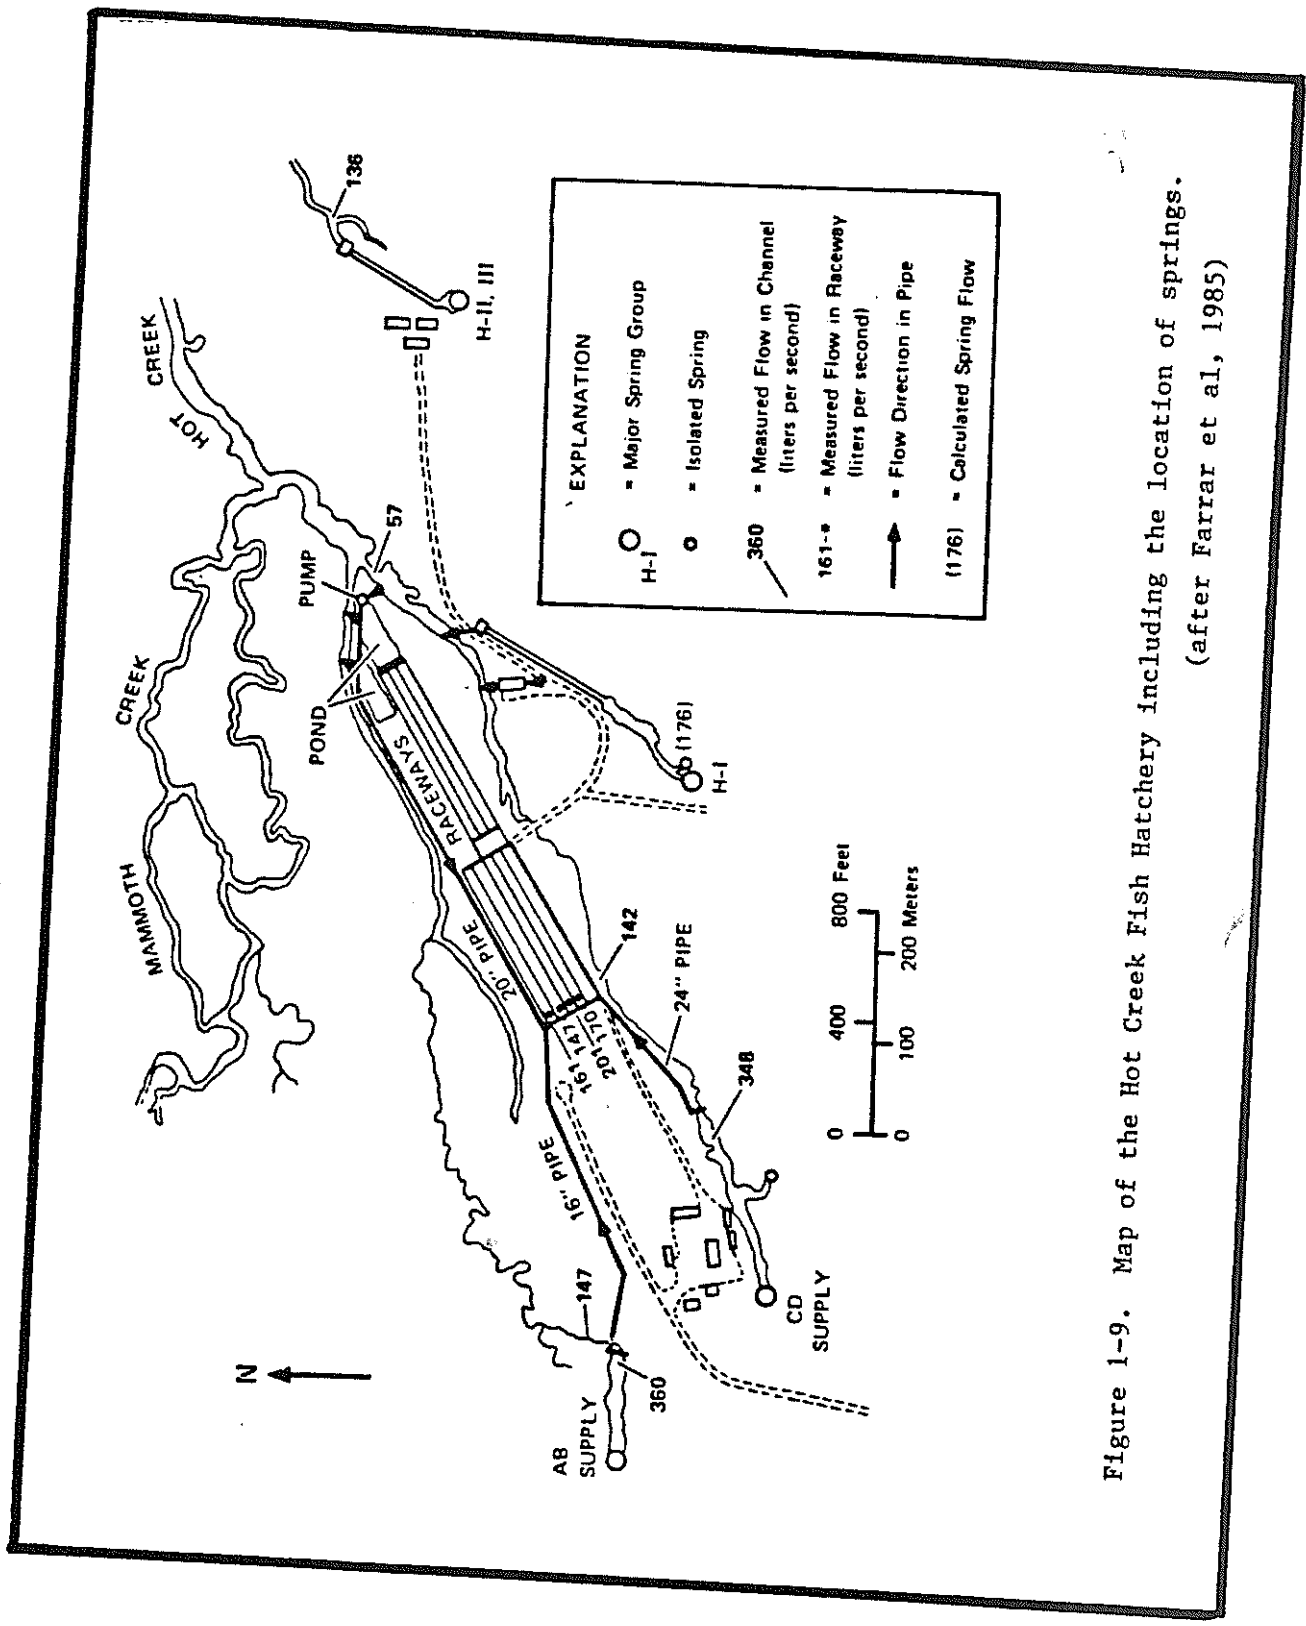 N
MAMMOTH
CREEK
HOT
CREEK
136
H-II, III
57
PUMP
POND
RACEWAYS
20" PIPE
16" PIPE
161 147
201 170
142
24" PIPE
348
(176)
H-I
147
AB
SUPPLY
360
CD
SUPPLY
0 400 800 Feet
0 100 200 Meters
EXPLANATION
H-I = Major Spring Group
= Isolated Spring
360 = Measured Flow in Channel
(liters per second)
161-* = Measured Flow in Raceway
(liters per second)
= Flow Direction in Pipe
(176) = Calculated Spring Flow
Figure 1-9. Map of the Hot Creek Fish Hatchery including the location of springs.
(after Farrar et al, 1985)